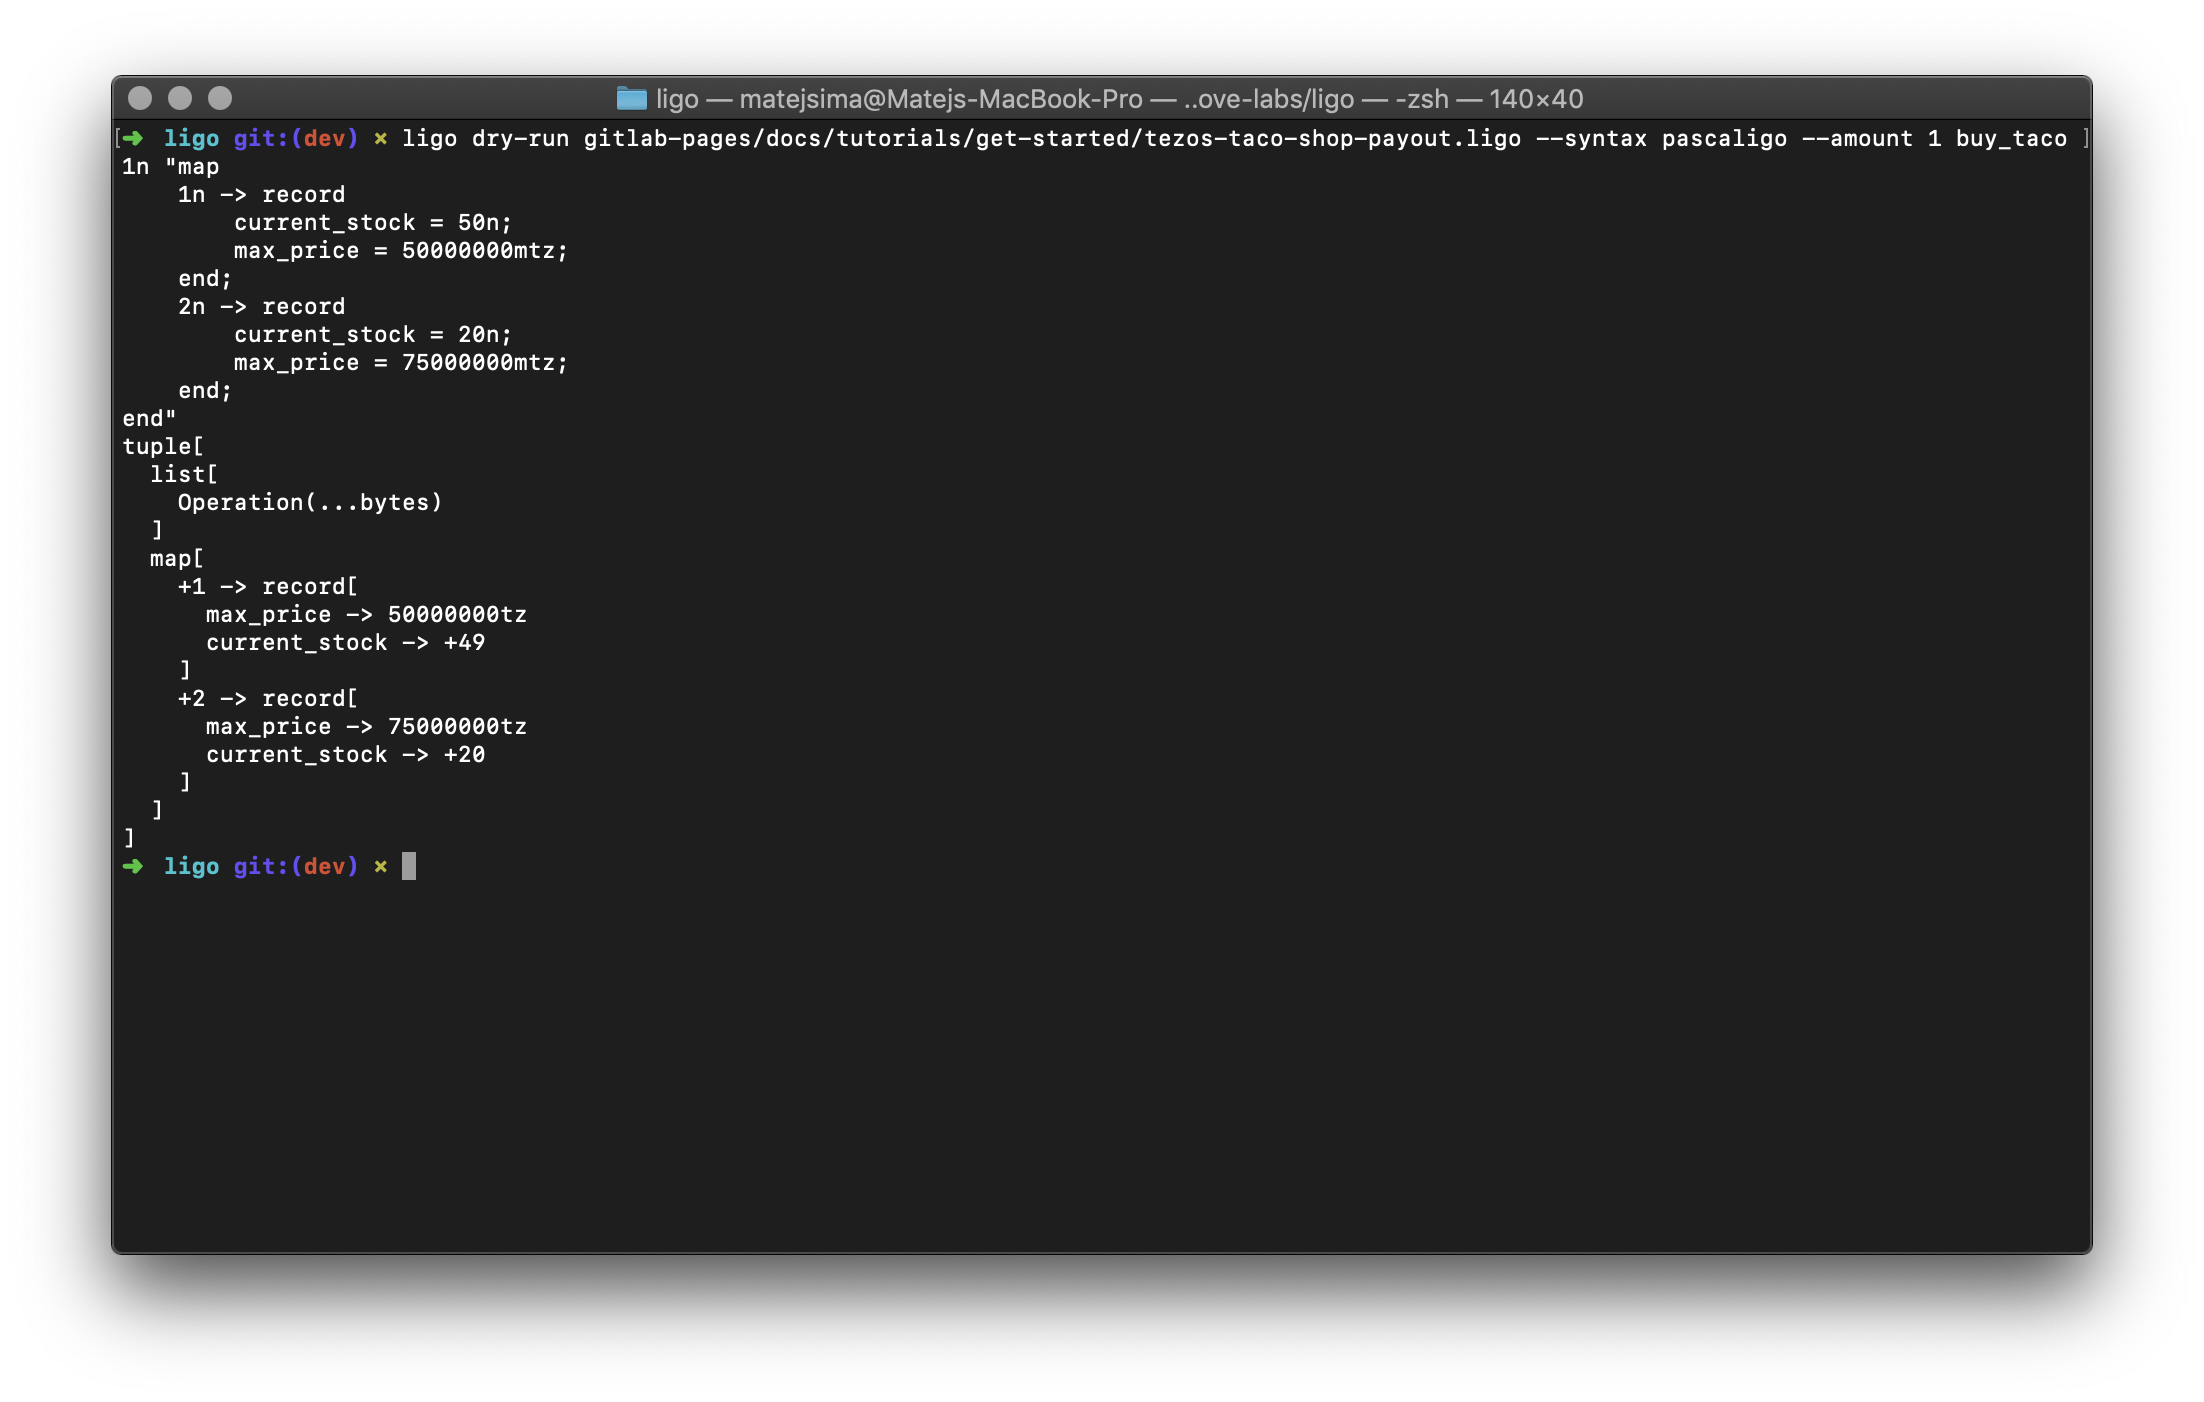 ligo — matejsima@Matejs-MacBook-Pro — ..ove-labs/ligo — -zsh — 140×40
[➜  ligo git:(dev) ✗ ligo dry-run gitlab-pages/docs/tutorials/get-started/tezos-taco-shop-payout.ligo --syntax pascaligo --amount 1 buy_taco ]
1n "map
    1n -> record
        current_stock = 50n;
        max_price = 50000000mtz;
    end;
    2n -> record
        current_stock = 20n;
        max_price = 75000000mtz;
    end;
end"
tuple[
  list[
    Operation(...bytes)
  ]
  map[
    +1 -> record[
      max_price -> 50000000tz
      current_stock -> +49
    ]
    +2 -> record[
      max_price -> 75000000tz
      current_stock -> +20
    ]
  ]
]
➜  ligo git:(dev) ✗